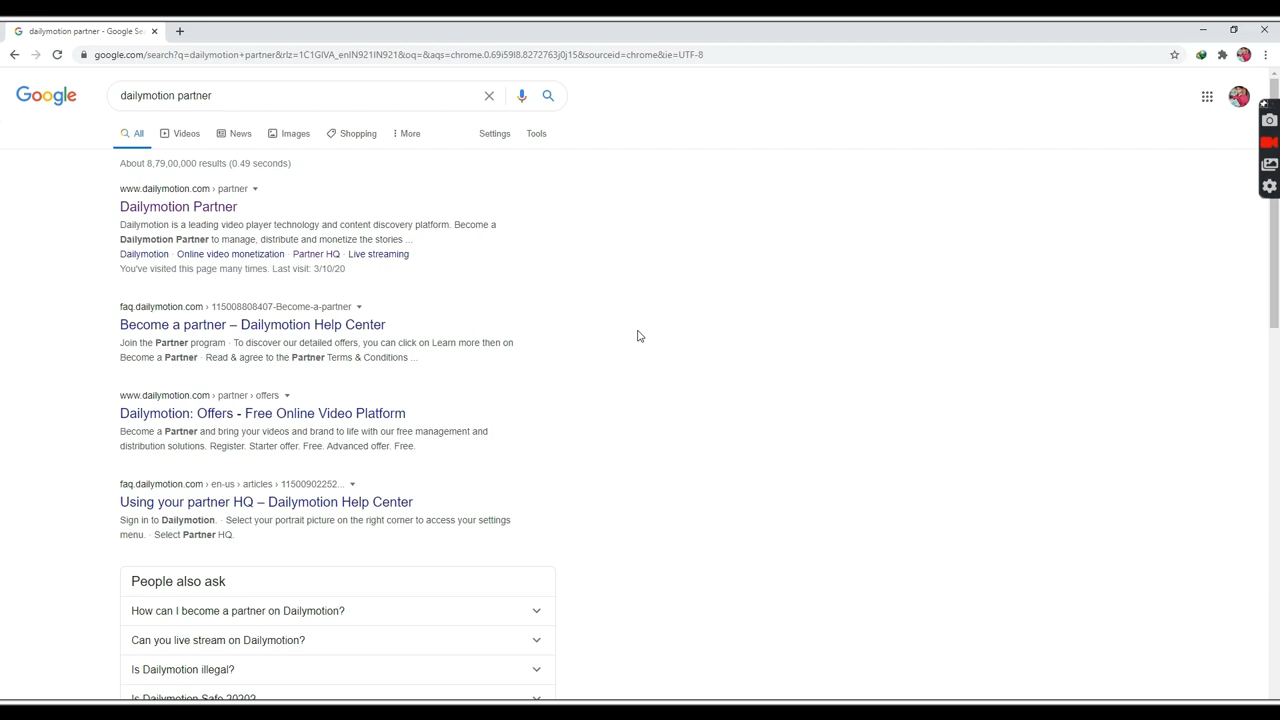 dailymotion partner - Google Se
google.com/search?q=dailymotion+partner&rlz=1C1GIVA_enIN921IN921&oq=&aqs=chrome.0.69i59l8.8272763j0j15&sourceid=chrome&ie=UTF-8
Google
dailymotion partner
All Videos News Images Shopping More Settings Tools
About 8,79,00,000 results (0.49 seconds)
www.dailymotion.com › partner
Dailymotion Partner
Dailymotion is a leading video player technology and content discovery platform. Become a
Dailymotion Partner to manage, distribute and monetize the stories ...
Dailymotion · Online video monetization · Partner HQ · Live streaming
You've visited this page many times. Last visit: 3/10/20
faq.dailymotion.com › 115008808407-Become-a-partner
Become a partner – Dailymotion Help Center
Join the Partner program · To discover our detailed offers, you can click on Learn more then on
Become a Partner · Read & agree to the Partner Terms & Conditions ...
www.dailymotion.com › partner › offers
Dailymotion: Offers - Free Online Video Platform
Become a Partner and bring your videos and brand to life with our free management and
distribution solutions. Register. Starter offer. Free. Advanced offer. Free.
faq.dailymotion.com › en-us › articles › 11500902252...
Using your partner HQ – Dailymotion Help Center
Sign in to Dailymotion. · Select your portrait picture on the right corner to access your settings
menu. · Select Partner HQ.
People also ask
How can I become a partner on Dailymotion?
Can you live stream on Dailymotion?
Is Dailymotion illegal?
Is Dailymotion Safe 2020?